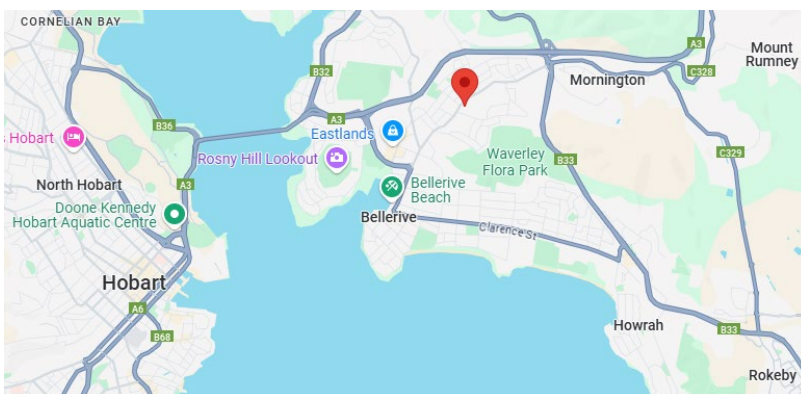 CORNELIAN BAY
B32
A3
Mount
Rumney
C328
Mornington
B36
A3
s Hobart
Eastlands
Rosny Hill Lookout
Waverley
Flora Park
B33
C329
North Hobart
A3
Bellerive
Beach
Doone Kennedy
Hobart Aquatic Centre
Bellerive
Clarence St
Hobart
A6
B68
Howrah
B33
Rokeby